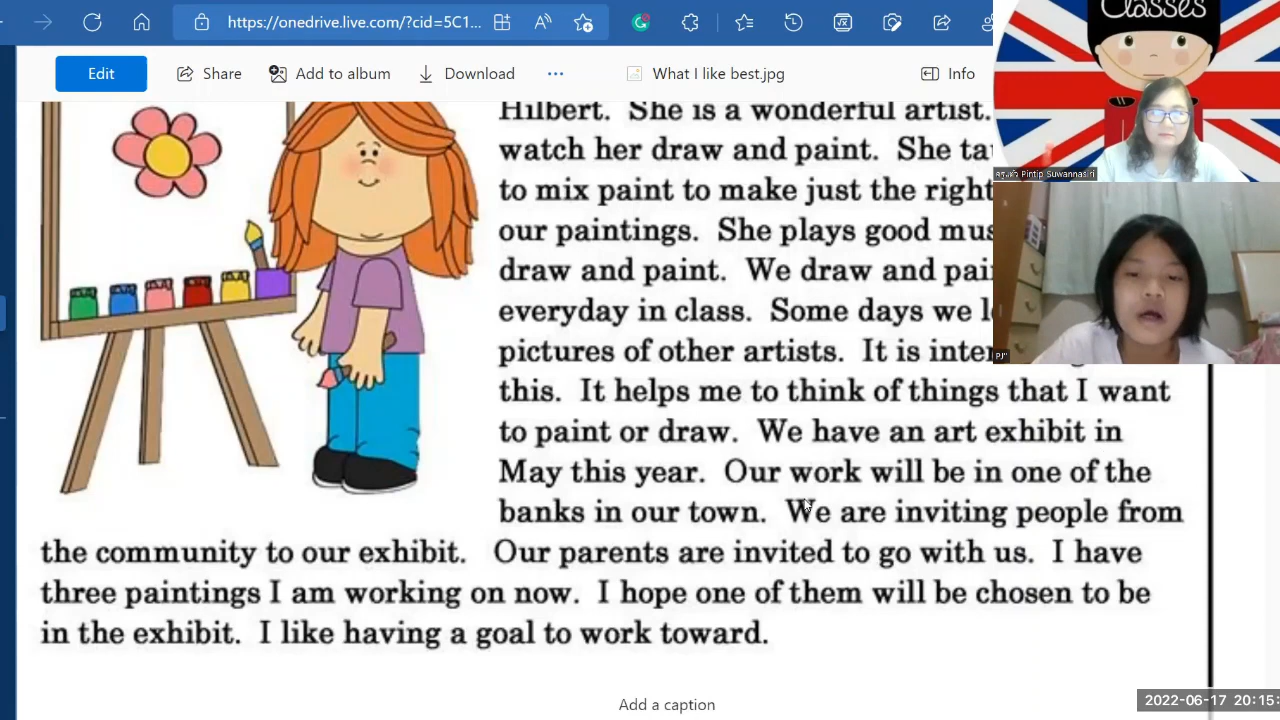 https://onedrive.live.com/?cid=5C1...
Edit
Share
Add to album
Download
What I like best.jpg
Info
Classes
Pintip Suwannasiri
PJ"
Hilbert. She is a wonderful artist.
watch her draw and paint. She
to mix paint to make just the right
our paintings. She plays good
draw and paint. We draw and
everyday in class. Some days we
pictures of other artists. It is
this. It helps me to think of things that I want
to paint or draw. We have an art exhibit in
May this year. Our work will be in one of the
banks in our town. We are inviting people from
the community to our exhibit. Our parents are invited to go with us. I have
three paintings I am working on now. I hope one of them will be chosen to be
in the exhibit. I like having a goal to work toward.
Add a caption
2022-06-17 20:15: